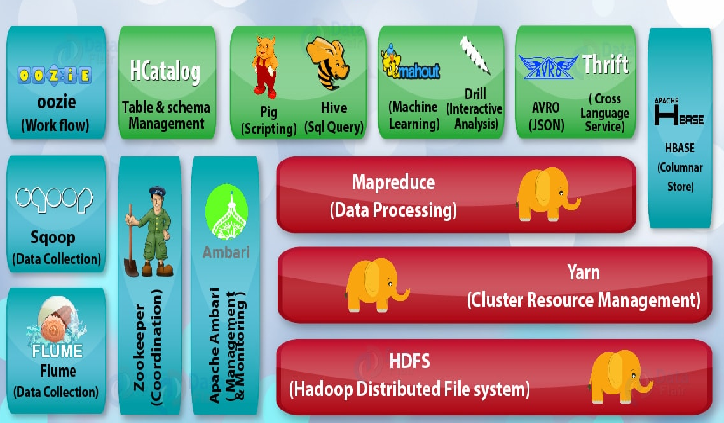 OOZIE
oozie
(Work flow)
HCatalog
Table & schema
Management
Pig
(Scripting)
Hive
(Sql Query)
mahout
(Machine
Learning)
Drill
(Interactive
Analysis)
AVRO
AVRO
(JSON)
Thrift
( Cross
Language
Service)
APACHE
HBASE
HBASE
(Columnar
Store)
sqoop
Sqoop
(Data Collection)
Zookeeper
(Coordination)
Ambari
Apache Ambari
( Management
& Monitoring )
Mapreduce
(Data Processing)
Yarn
(Cluster Resource Management)
FLUME
Flume
(Data Collection)
HDFS
(Hadoop Distributed File system)